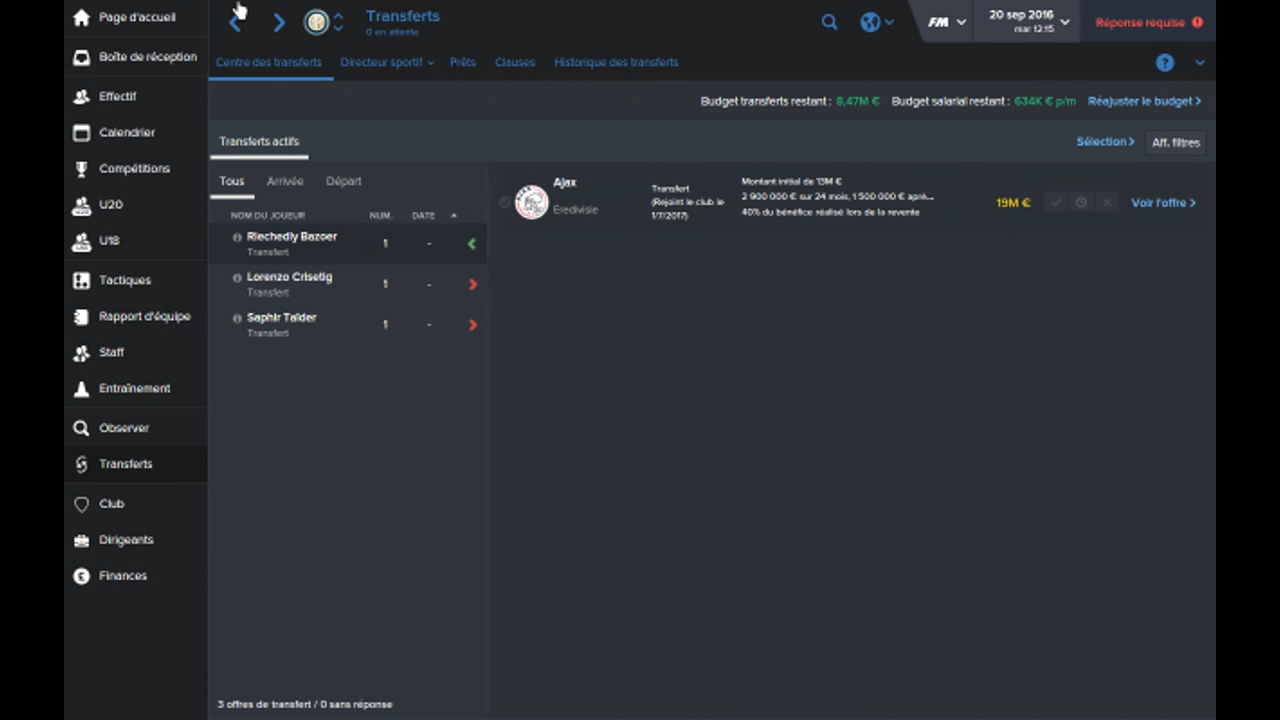 Page d'accueil
Boîte de réception
Effectif
Calendrier
Compétitions
U20
U18
Tactiques
Rapport d'équipe
Staff
Entraînement
Observer
Transferts
Club
Dirigeants
Finances
Transferts
0 en attente
FM
20 sep 2016
mar 12:15
Réponse requise
Centre des transferts
Directeur sportif
Prêts
Clauses
Historique des transferts
Budget transferts restant : 8,47M €
Budget salarial restant : 634K € p/m
Réajuster le budget >
Transferts actifs
Sélection >
Aff. filtres
Tous
Arrivée
Départ
NOM DU JOUEUR
NUM.
DATE
Riechedly Bazoer
Transfert
1
-
Lorenzo Crisetig
Transfert
1
-
Saphir Taïder
Transfert
1
-
Ajax
Eredivisie
Transfert
(Rejoint le club le
1/7/2017)
Montant initial de 13M €
2 900 000 € sur 24 mois, 1 500 000 € aprè...
40% du bénéfice réalisé lors de la revente
19M €
Voir l'offre >
3 offres de transfert / 0 sans réponse